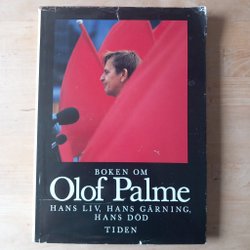 BOKEN OM
Olof Palme
HANS LIV, HANS GÄRNING,
HANS DÖD
TIDEN